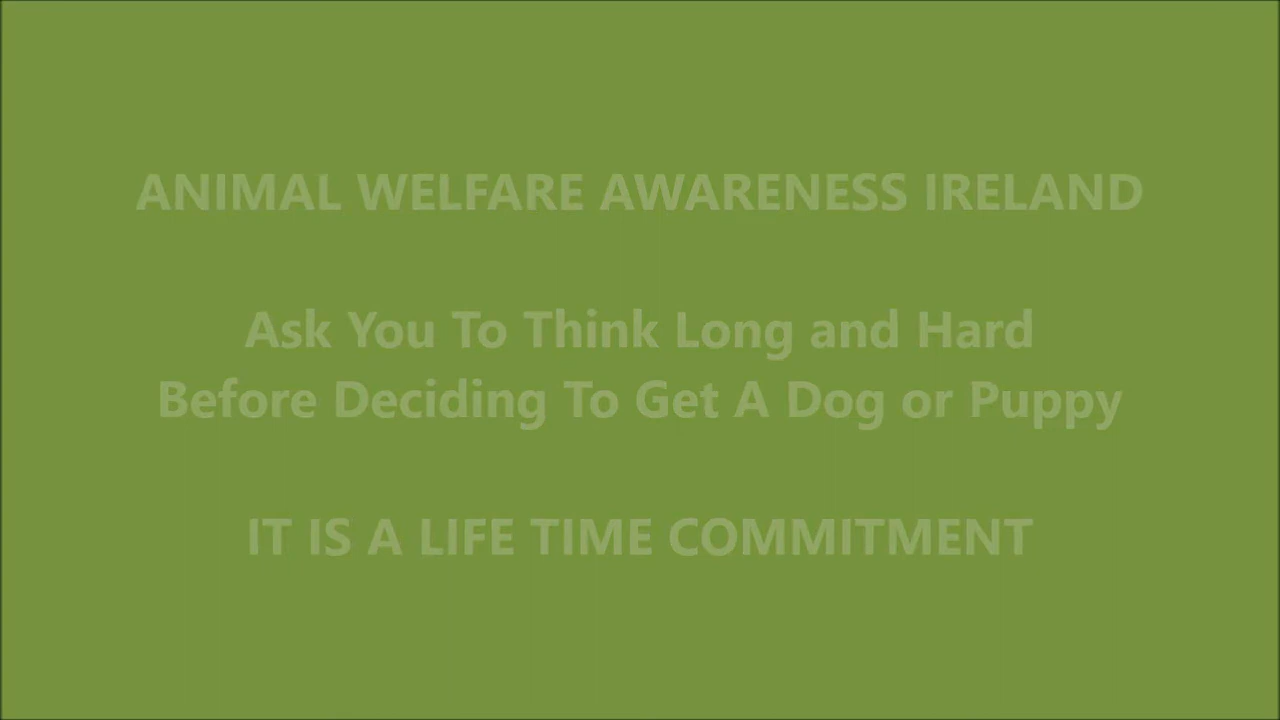 ANIMAL WELFARE AWARENESS IRELAND
Ask You To Think Long and Hard
Before Deciding To Get A Dog or Puppy
IT IS A LIFE TIME COMMITMENT